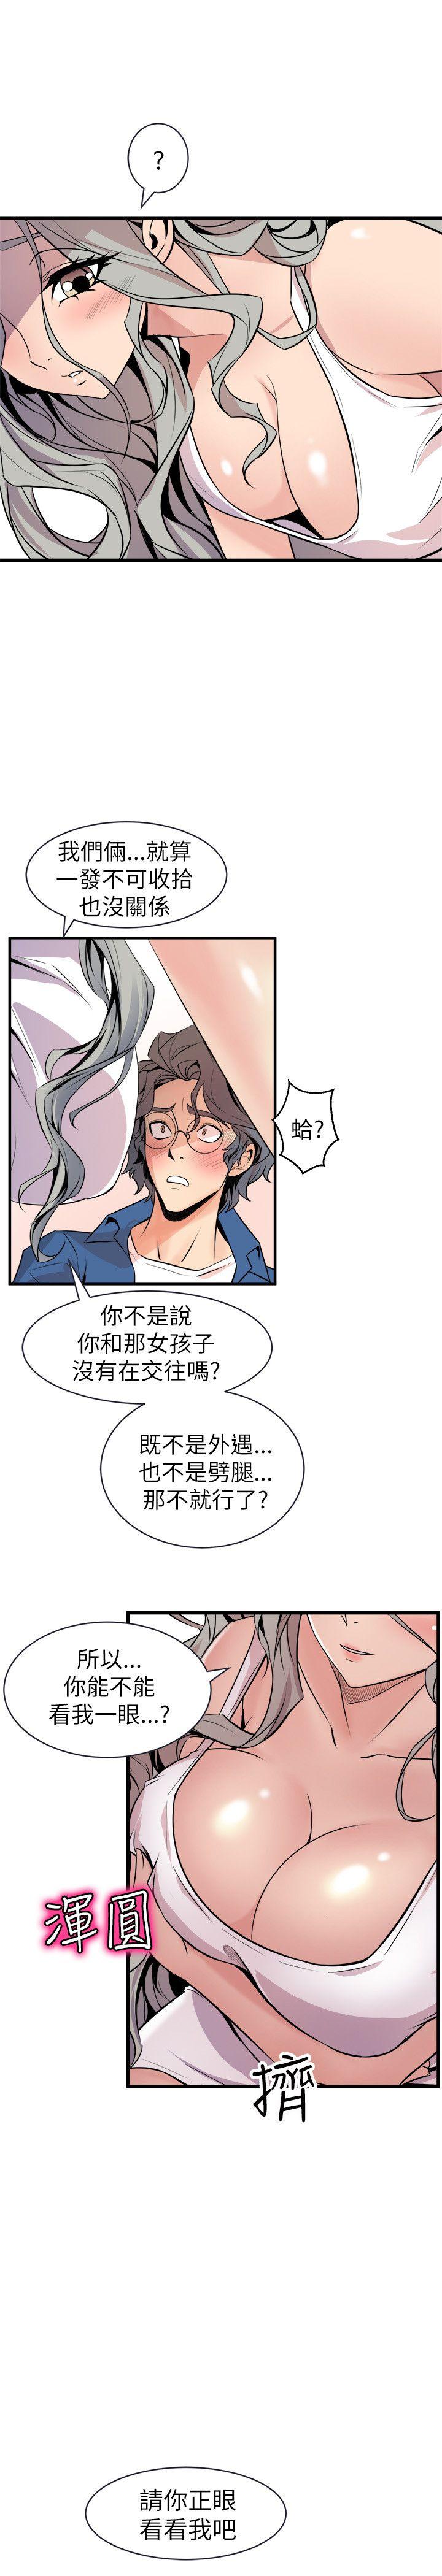 ?
我們倆...就算
一發不可收拾
也沒關係
蛤?
你不是說
你和那女孩子
沒有在交往嗎?
既不是外遇...
也不是劈腿...
那不就行了?
所以...
你能不能
看我一眼...?
渾圓
擠
請你正眼
看看我吧